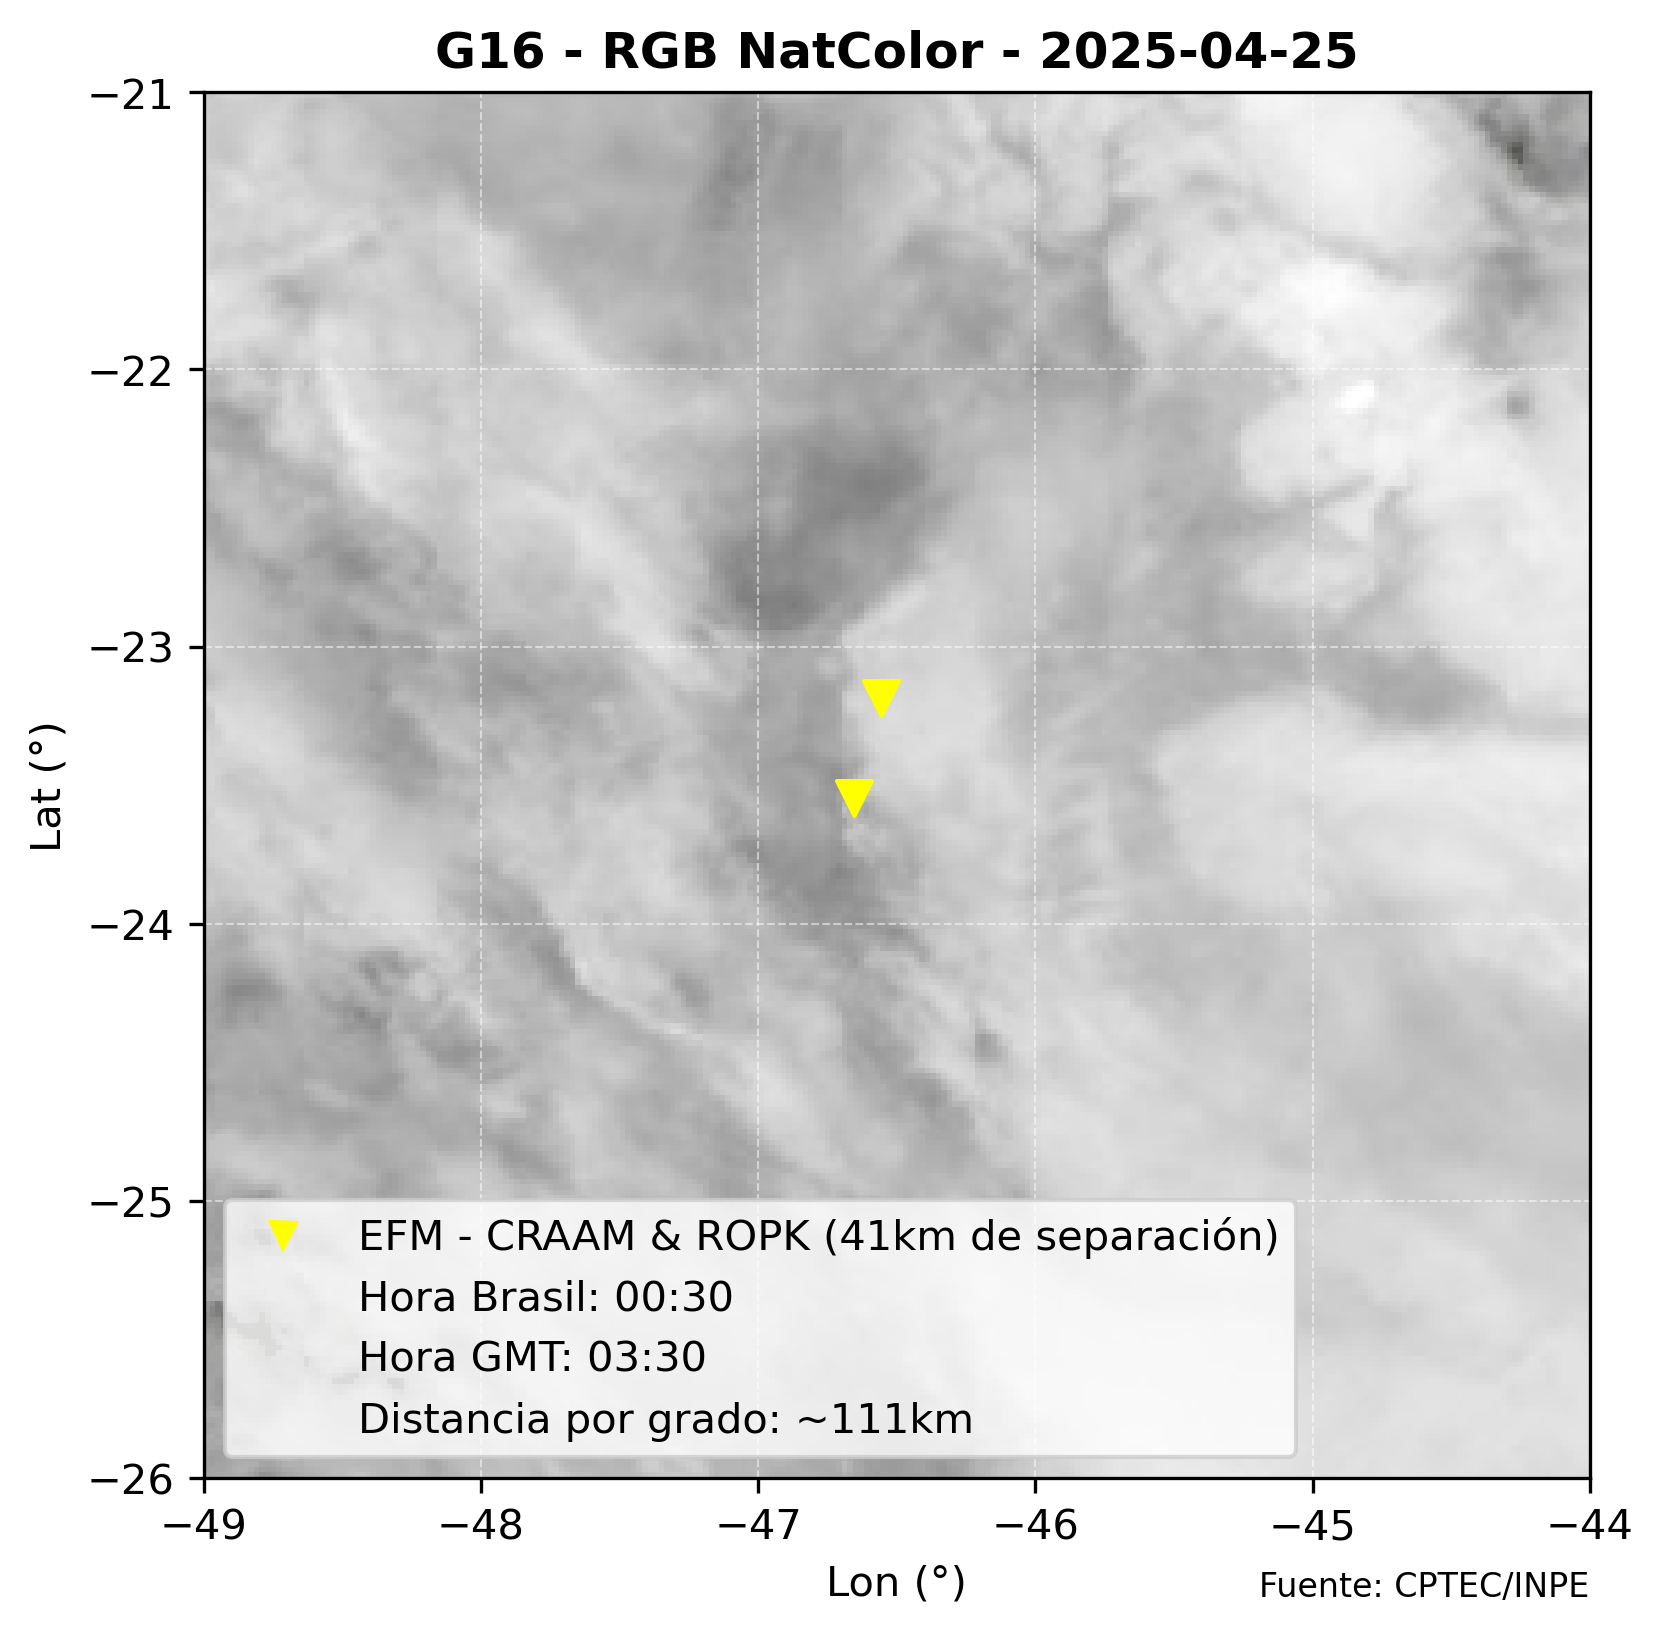 G16 - RGB NatColor - 2025-04-25
−21
−22
−23
−24
−25
−26
Lat (°)
EFM - CRAAM & ROPK (41km de separación)
Hora Brasil: 00:30
Hora GMT: 03:30
Distancia por grado: ~111km
−49
−48
−47
−46
−45
−44
Lon (°)
Fuente: CPTEC/INPE